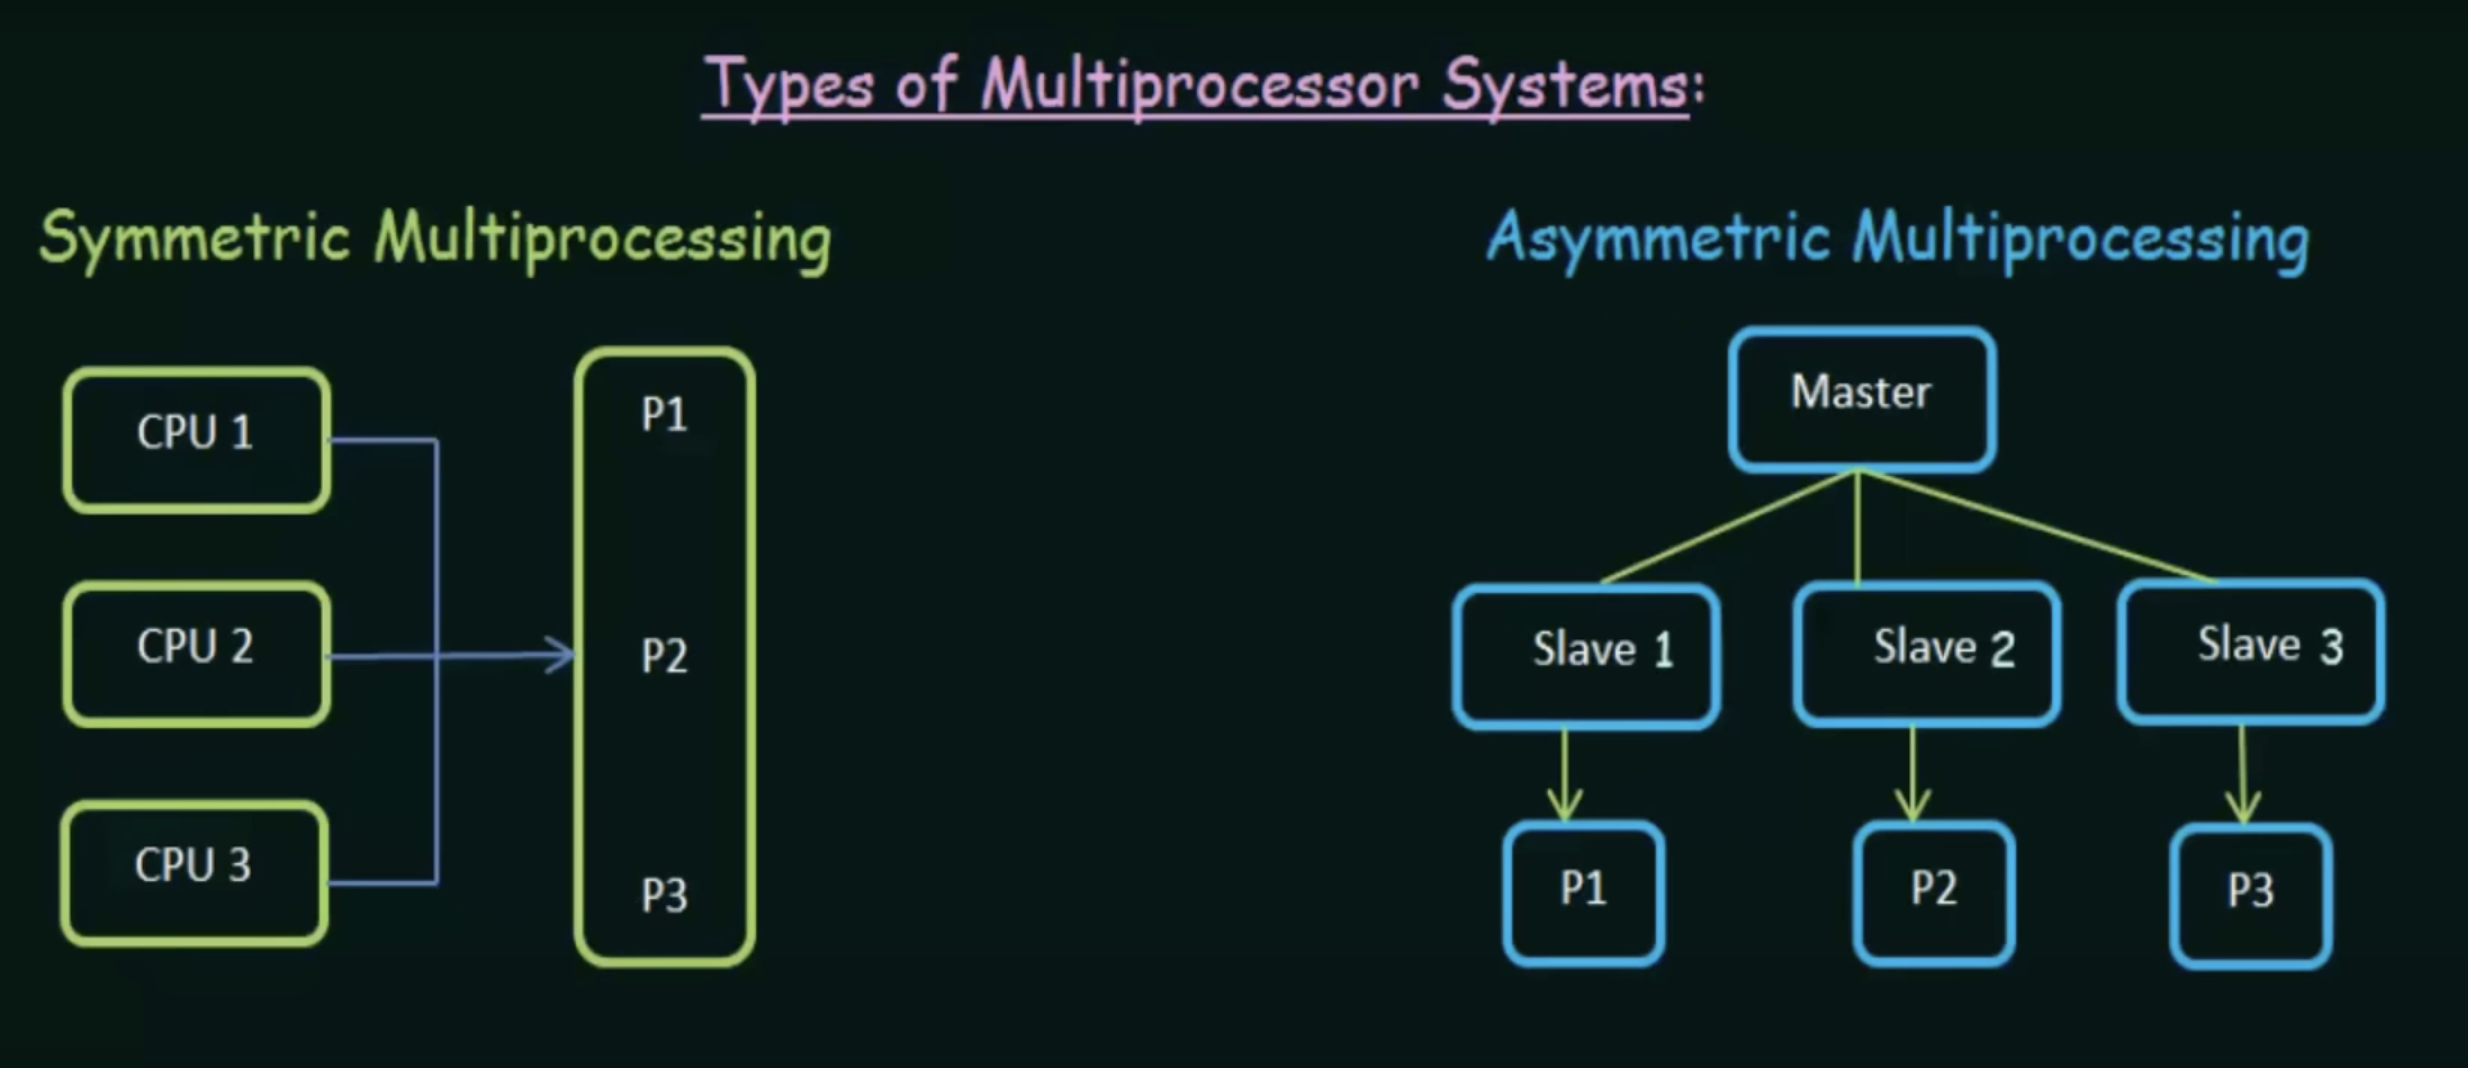 Types of Multiprocessor Systems:
Symmetric Multiprocessing
CPU 1
CPU 2
CPU 3
P1
P2
P3
Asymmetric Multiprocessing
Master
Slave 1
Slave 2
Slave 3
P1
P2
P3